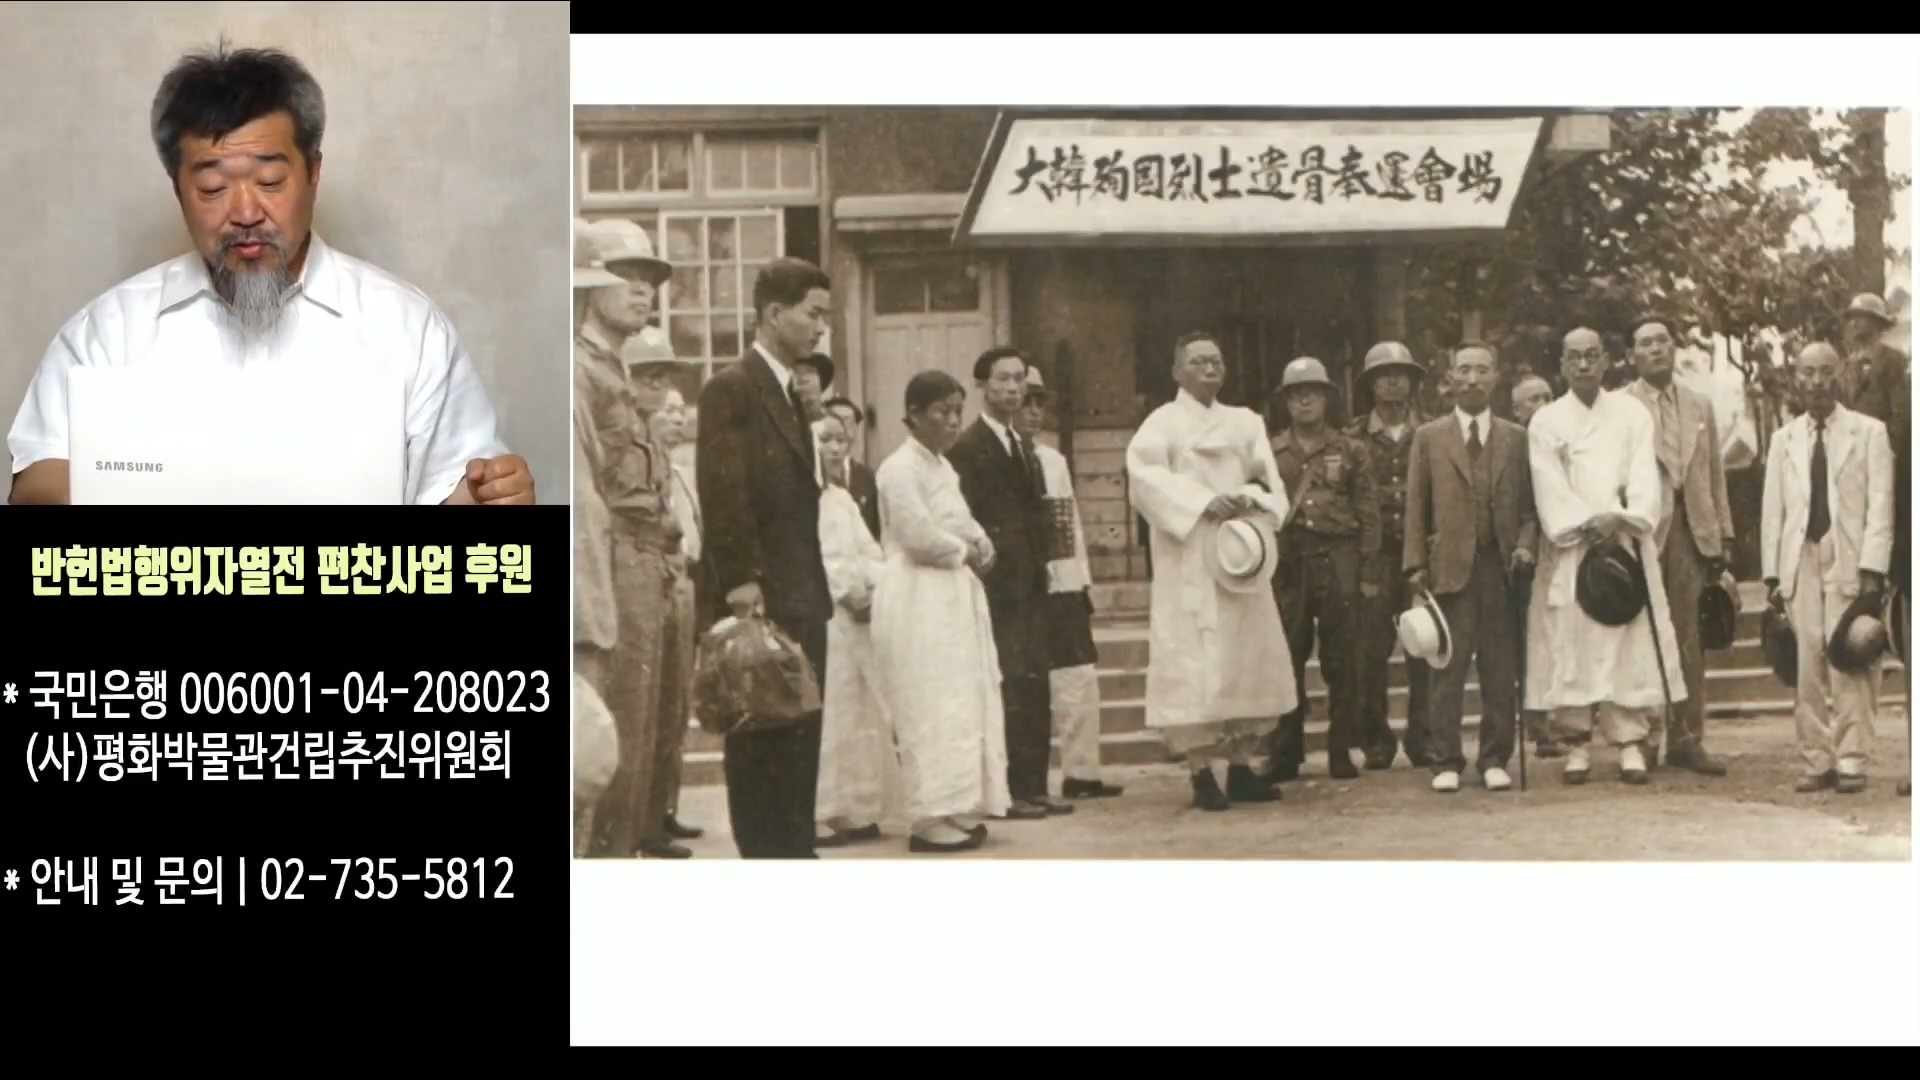 SAMSUNG
반헌법행위자열전 편찬사업 후원
* 국민은행 006001-04-208023
(사)평화박물관건립추진위원회
* 안내 및 문의 | 02-735-5812
大韓殉国烈士遺骨奉運會場